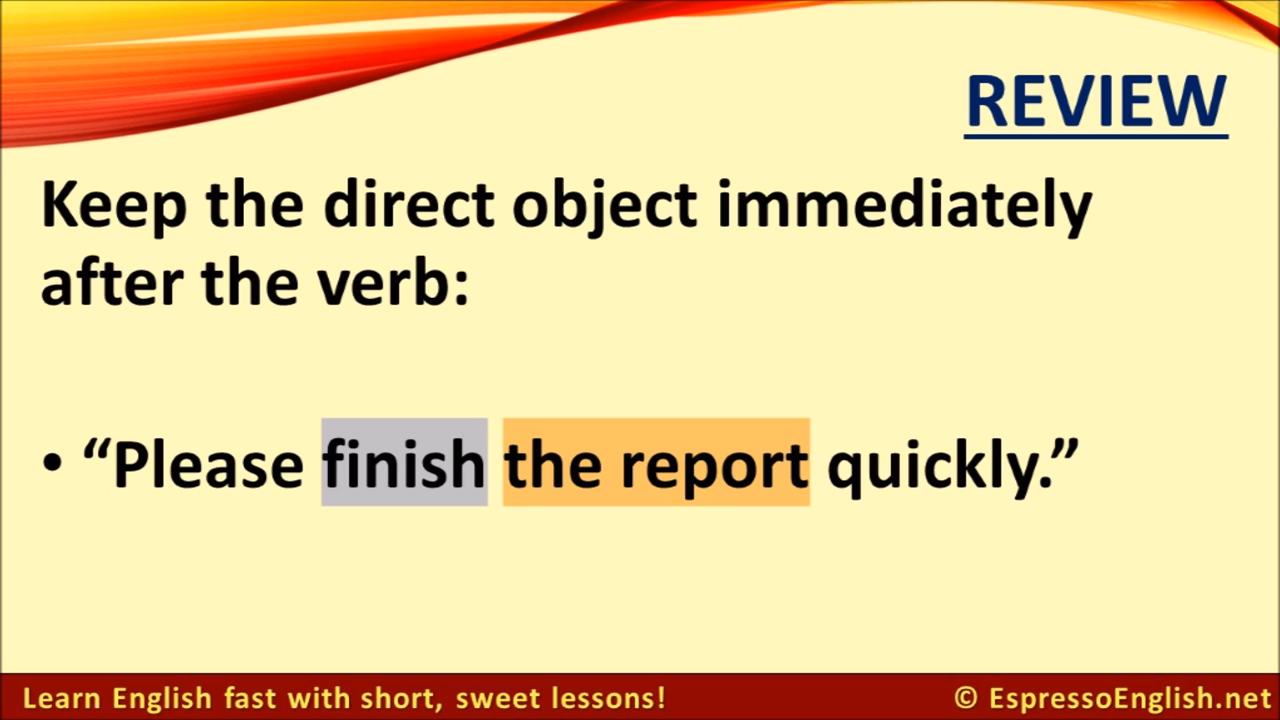 REVIEW
Keep the direct object immediately
after the verb:
• “Please finish the report quickly.”
Learn English fast with short, sweet lessons!
© EspressoEnglish.net